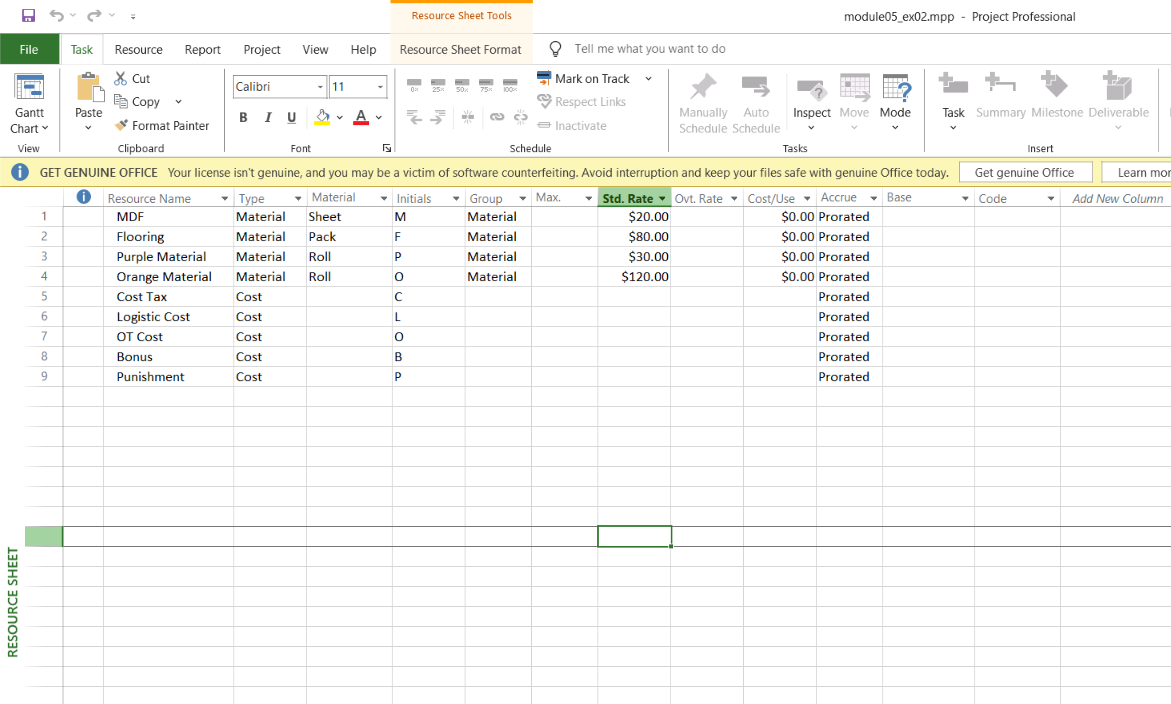 Resource Sheet Tools
module05_ex02.mpp - Project Professional
File Task Resource Report Project View Help Resource Sheet Format Tell me what you want to do
Gantt Chart
View
Paste
Cut
Copy
Format Painter
Clipboard
Calibri 11
B I U A
Font
0× 25× 50× 75× 100×
Mark on Track
Respect Links
Inactivate
Schedule
Manually Schedule
Auto Schedule
Inspect
Move
Mode
Tasks
Task
Summary
Milestone
Deliverable
Insert
GET GENUINE OFFICE Your license isn't genuine, and you may be a victim of software counterfeiting. Avoid interruption and keep your files safe with genuine Office today. Get genuine Office Learn mor
Resource Name Type Material Initials Group Max. Std. Rate Ovt. Rate Cost/Use Accrue Base Code Add New Column
1 MDF Material Sheet M Material $20.00 $0.00 Prorated
2 Flooring Material Pack F Material $80.00 $0.00 Prorated
3 Purple Material Material Roll P Material $30.00 $0.00 Prorated
4 Orange Material Material Roll O Material $120.00 $0.00 Prorated
5 Cost Tax Cost C Prorated
6 Logistic Cost Cost L Prorated
7 OT Cost Cost O Prorated
8 Bonus Cost B Prorated
9 Punishment Cost P Prorated
RESOURCE SHEET